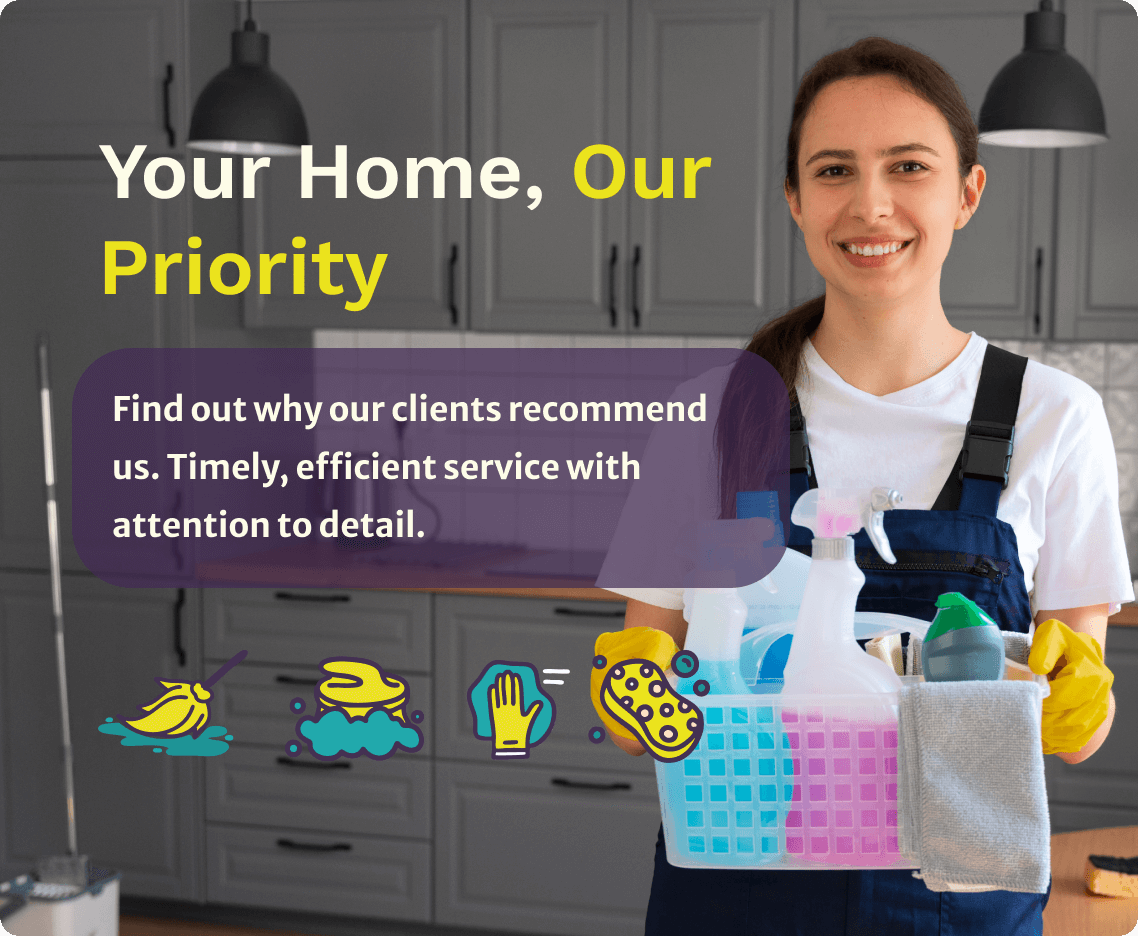 Your Home, Our
Priority
Find out why our clients recommend
us. Timely, efficient service with
attention to detail.